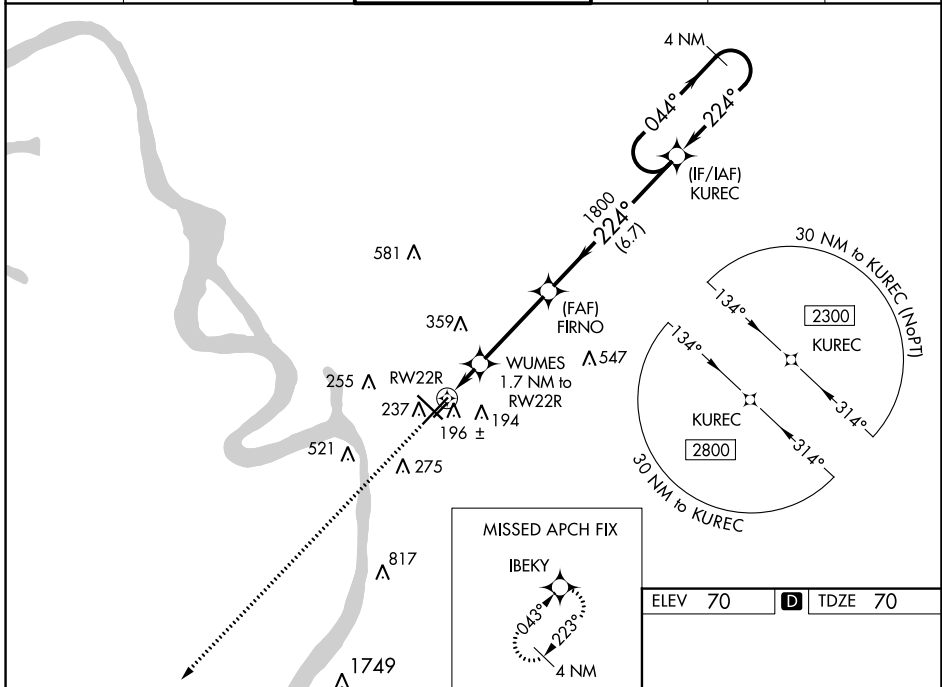 4 NM
044°
224°
(IF/IAF)
KUREC
1800
224°
(6.7)
30 NM to KUREC (NoPT)
134°
2300
KUREC
314°
581
(FAF)
FIRNO
359
134°
KUREC
2800
314°
30 NM to KUREC
WUMES
1.7 NM to
RW22R
547
255
RW22R
237
196 ±
194
521
275
817
1749
MISSED APCH FIX
IBEKY
043°
223°
4 NM
ELEV 70
D
TDZE 70